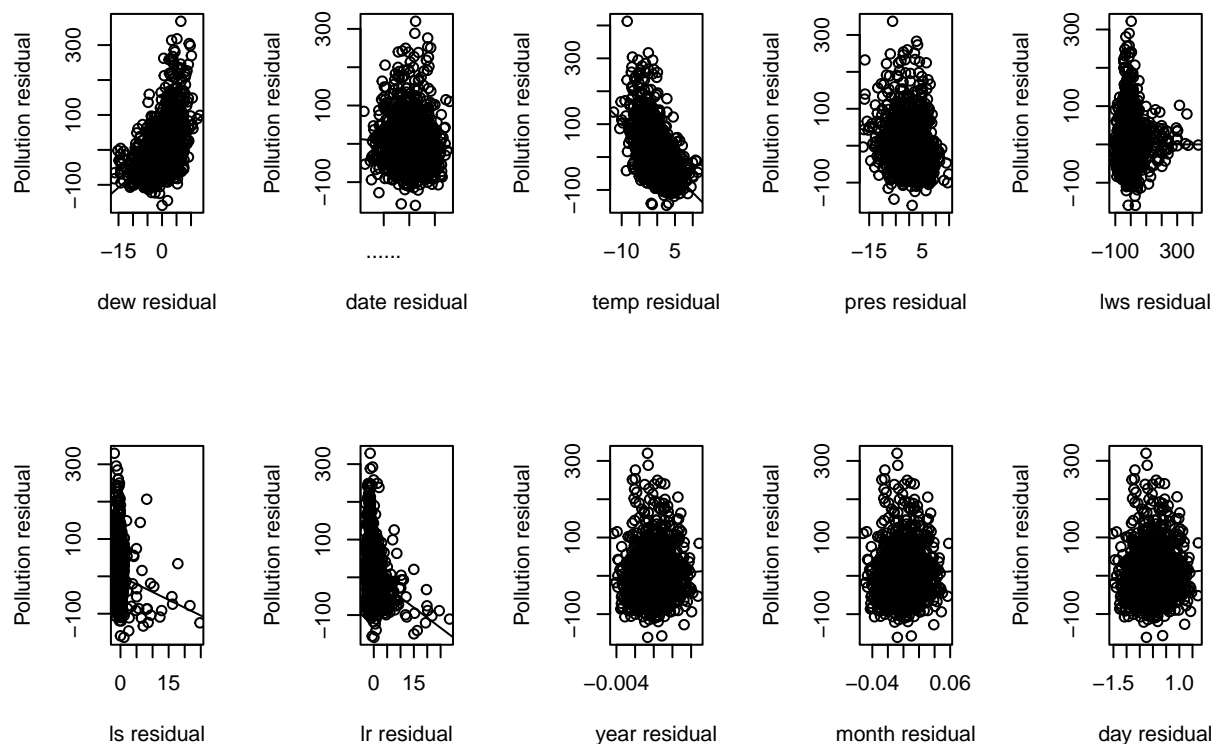 Pollution residual
−100 100 300
−15 0
dew residual
Pollution residual
−100 100 300
......
date residual
Pollution residual
−100 100 300
−10 5
temp residual
Pollution residual
−100 100 300
−15 5
pres residual
Pollution residual
−100 100 300
−100 300
lws residual
Pollution residual
−100 100 300
0 15
ls residual
Pollution residual
−100 100 300
0 15
lr residual
Pollution residual
−100 100 300
−0.004
year residual
Pollution residual
−100 100 300
−0.04 0.06
month residual
Pollution residual
−100 100 300
−1.5 1.0
day residual